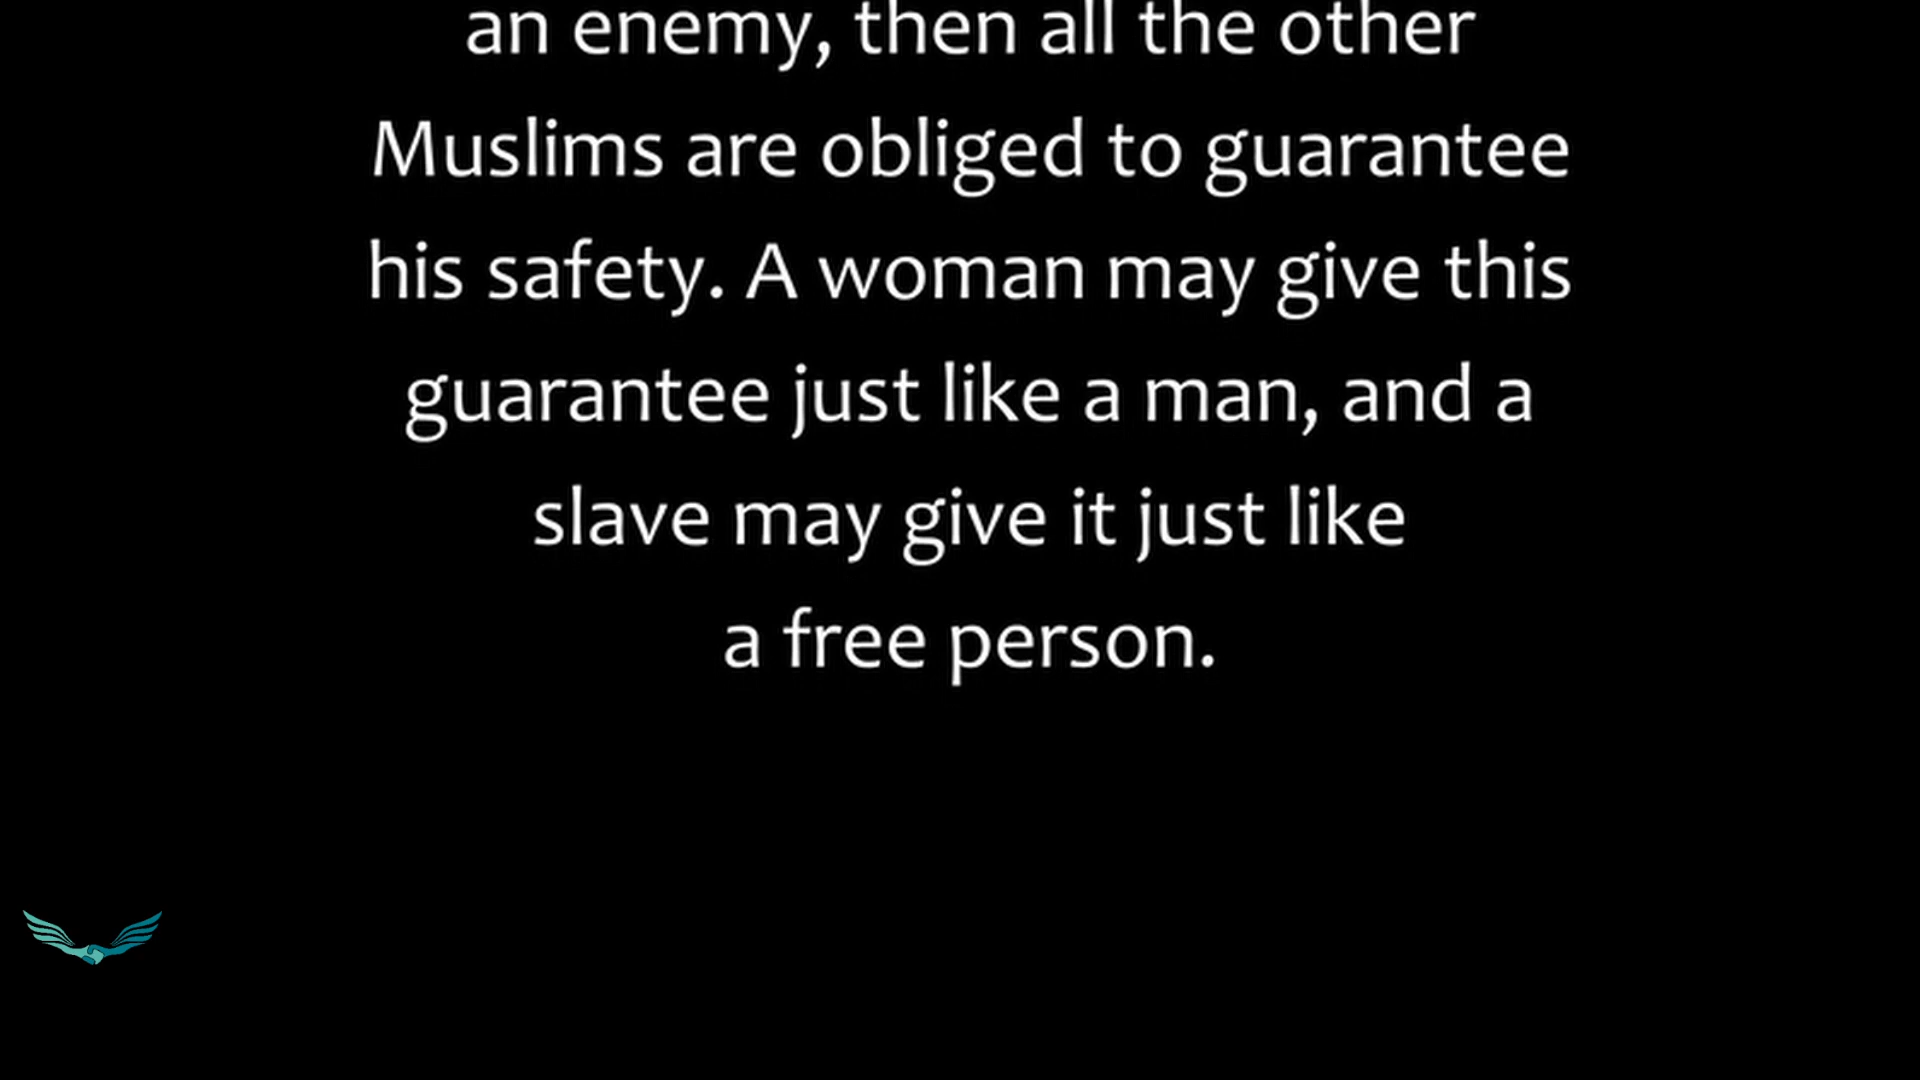 an enemy, then all the other
Muslims are obliged to guarantee
his safety. A woman may give this
guarantee just like a man, and a
slave may give it just like
a free person.